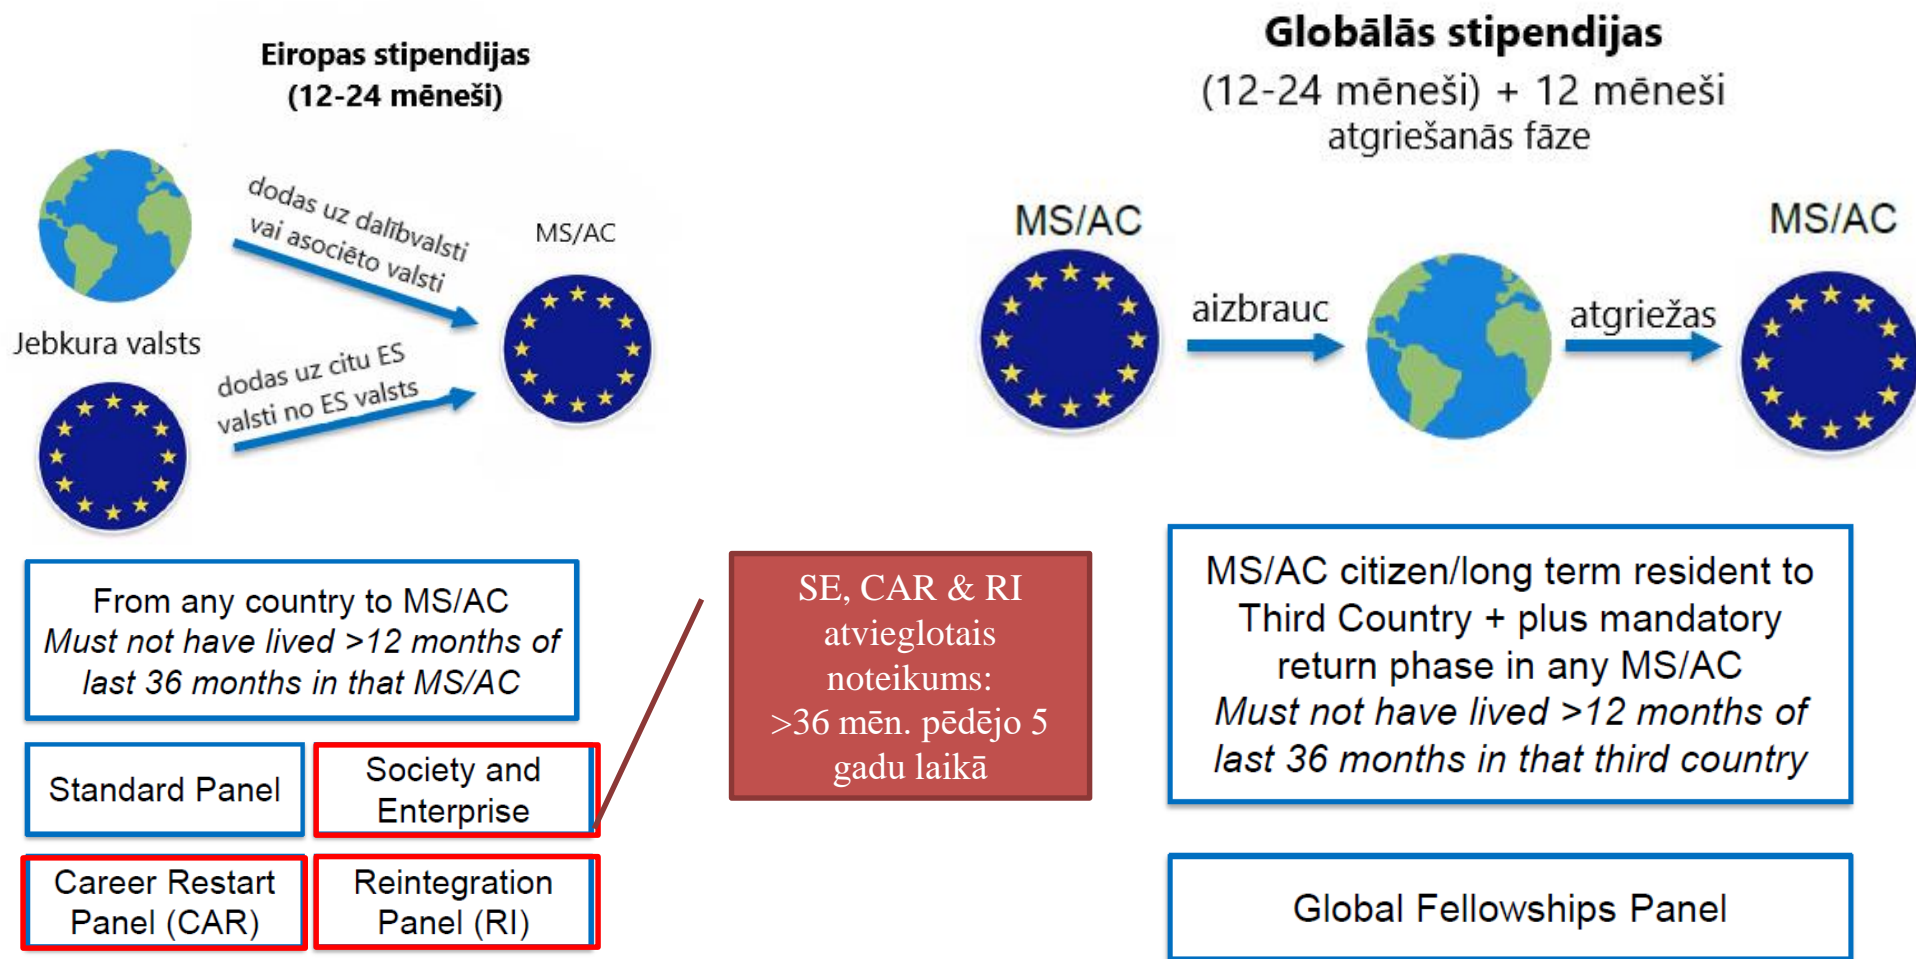 Eiropas stipendijas
(12-24 mēneši)
dodas uz dalībvalsti
vai asociēto valsti
MS/AC
Jebkura valsts
dodas uz citu ES
valsti no ES valsts
From any country to MS/AC
Must not have lived >12 months of
last 36 months in that MS/AC
Standard Panel
Society and
Enterprise
Career Restart
Panel (CAR)
Reintegration
Panel (RI)
SE, CAR & RI
atvieglotais
noteikums:
>36 mēn. pēdējo 5
gadu laikā
Globālās stipendijas
(12-24 mēneši) + 12 mēneši
atgriešanās fāze
MS/AC
aizbrauc
atgriežas
MS/AC
MS/AC citizen/long term resident to
Third Country + plus mandatory
return phase in any MS/AC
Must not have lived >12 months of
last 36 months in that third country
Global Fellowships Panel